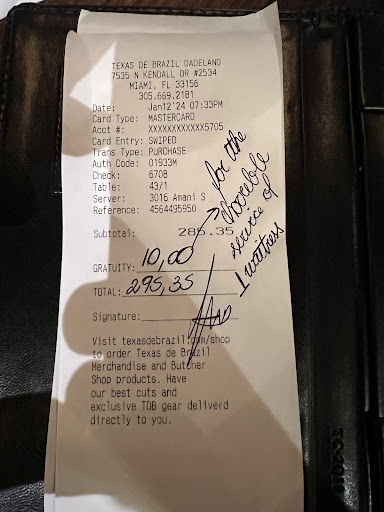 TEXAS DE BRAZIL DADELAND
7535 N KENDALL DR #2534
MIAMI, FL 33156
305.669.2181
Date: Jan12'24 07:33PM
Card Type: MASTERCARD
Acct #: XXXXXXXXXXXX5705
Card Entry: SWIPED
Trans Type: PURCHASE
Auth Code: 01933M
Check: 6708
Table: 43/1
Server: 3016 Amani S
Reference: 4564495950
Subtotal: 285.35
GRATUITY: 10,00
TOTAL: 295,35
Signature:
for the
horrible
service of
1 waitress
Visit texasdebrazil.com/shop
to order Texas de Brazil
Merchandise and Butcher
Shop products. Have
our best cuts and
exclusive TDB gear deliverd
directly to you.